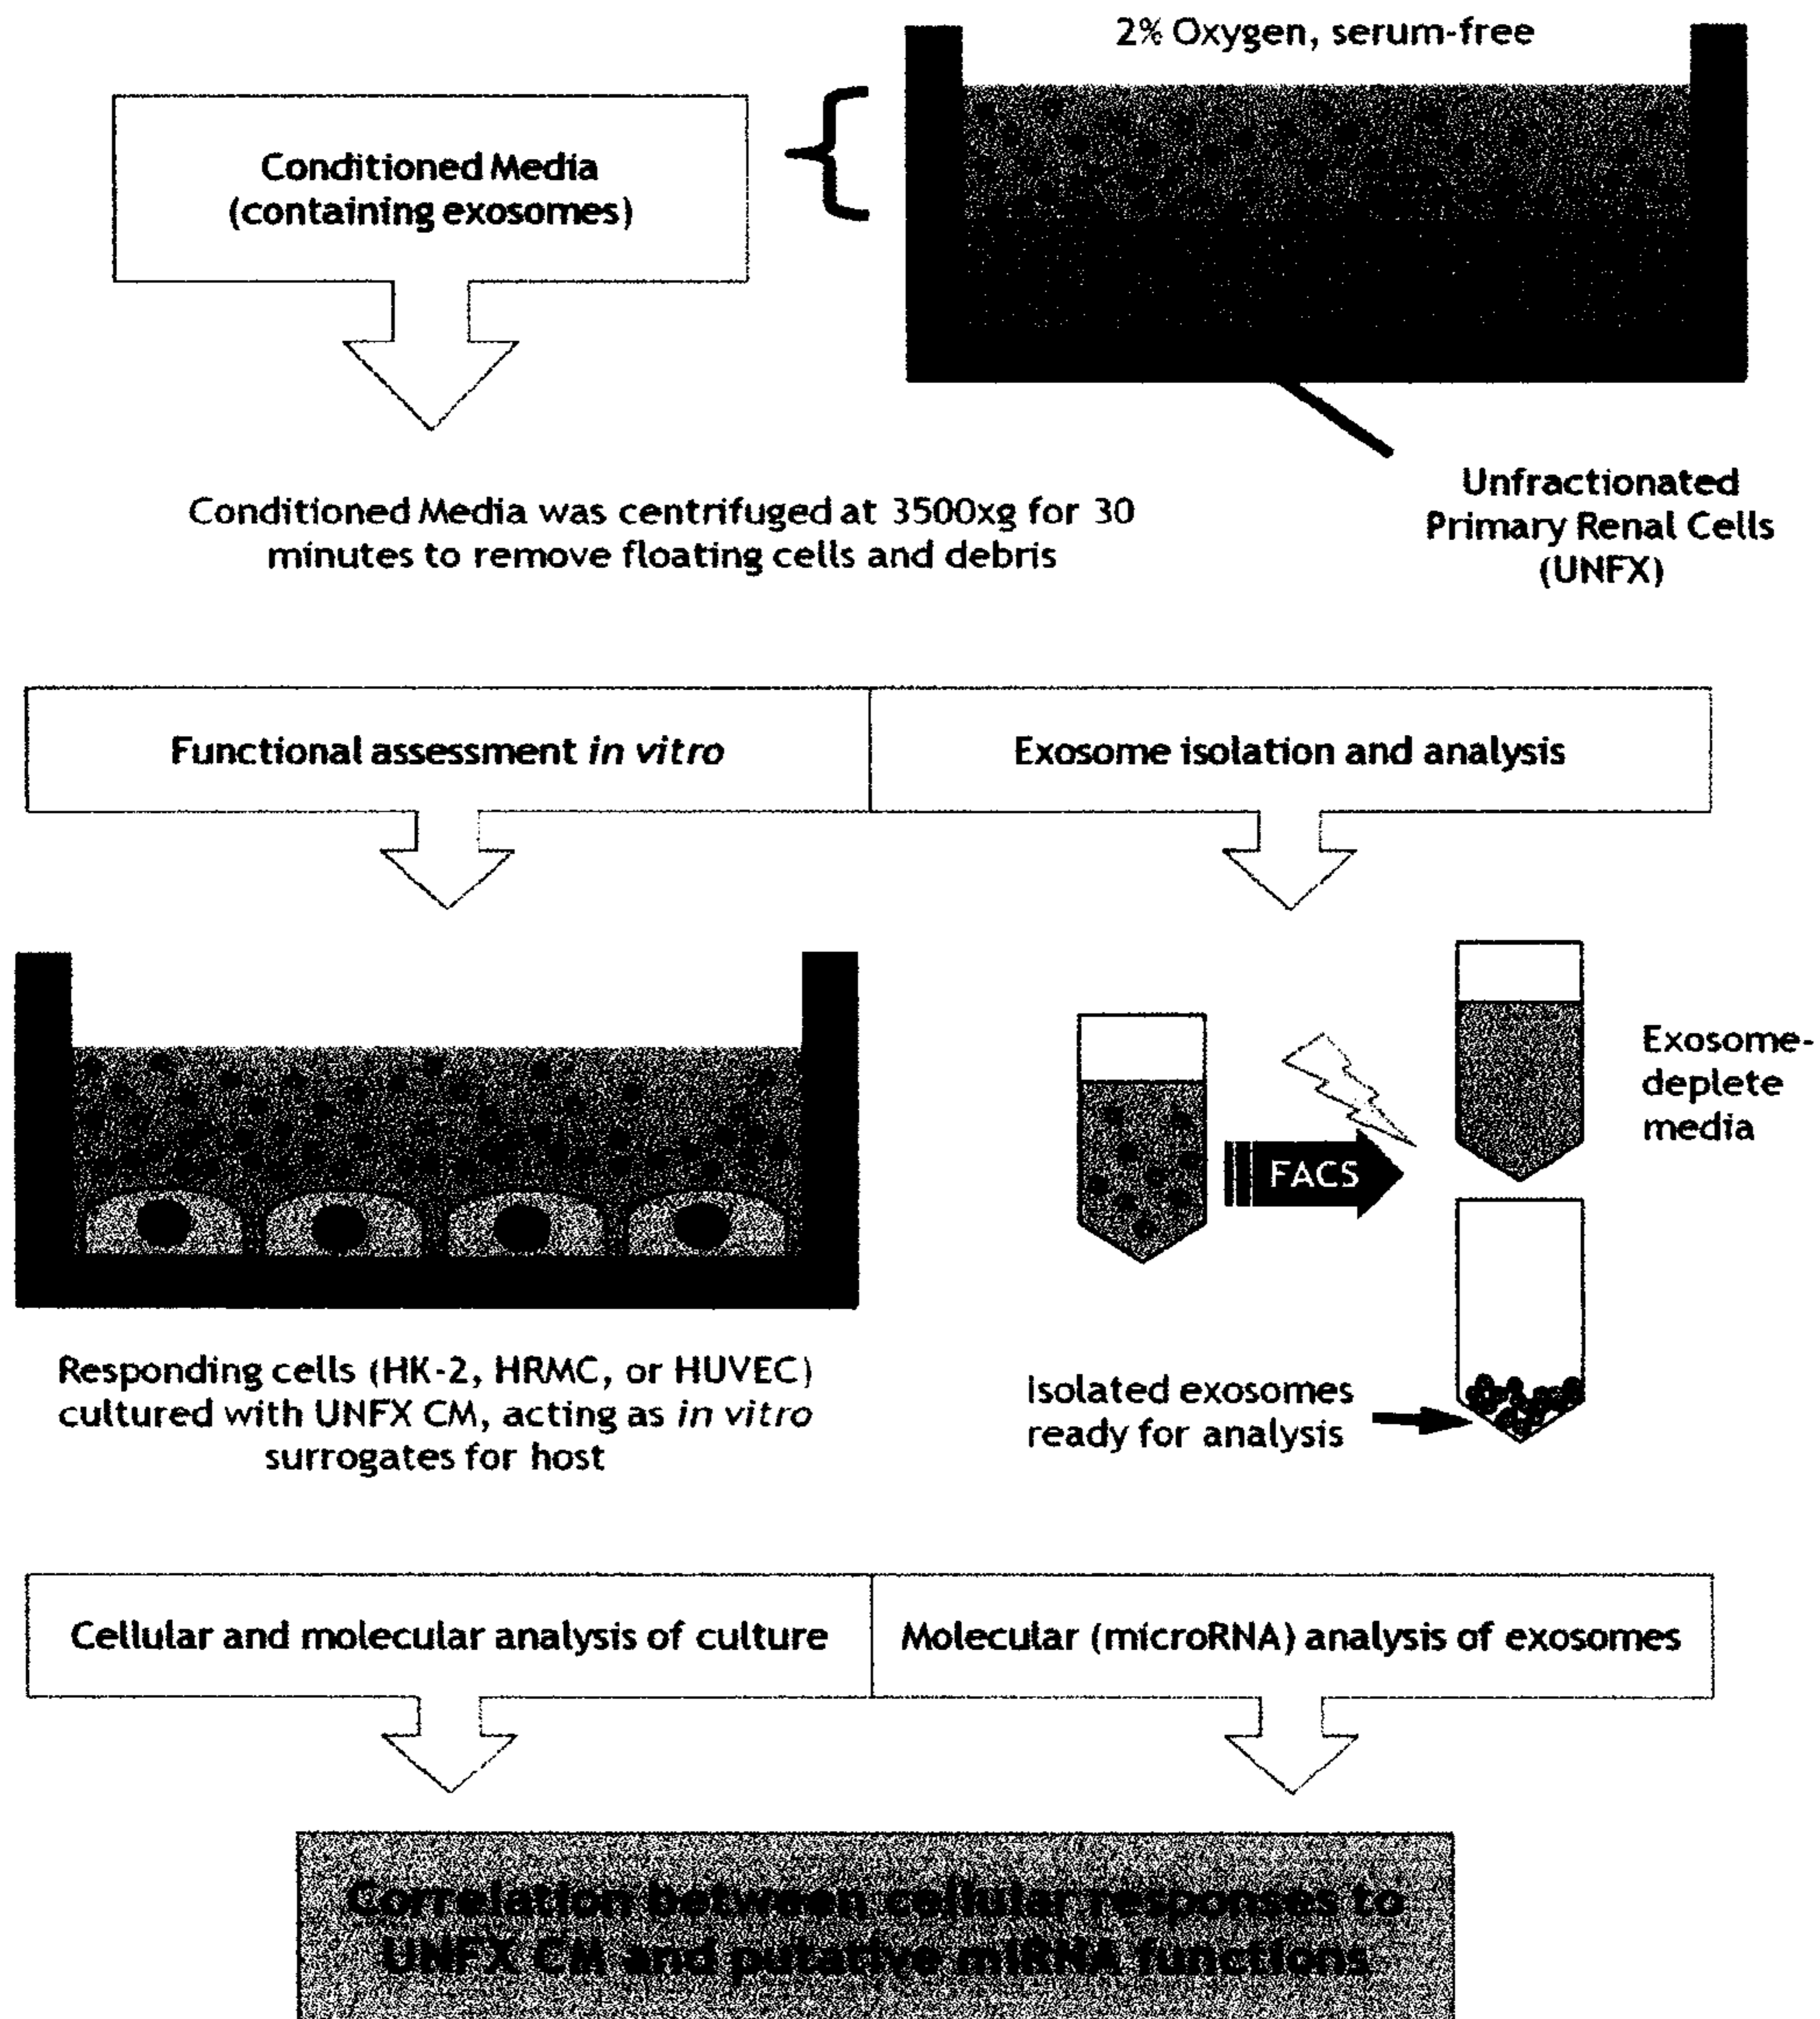 2% Oxygen, serum-free
Conditioned Media
(containing exosomes)
Unfractionated
Primary Renal Cells
(UNFX)
Conditioned Media was centrifuged at 3500xg for 30
minutes to remove floating cells and debris
Functional assessment in vitro
Exosome isolation and analysis
Exosome-
deplete
media
FACS
Responding cells (HK-2, HRMC, or HUVEC)
cultured with UNFX CM, acting as in vitro
surrogates for host
Isolated exosomes
ready for analysis
Cellular and molecular analysis of culture
Molecular (microRNA) analysis of exosomes
Correlation between cellular responses to
UNFX CM and putative miRNA functions